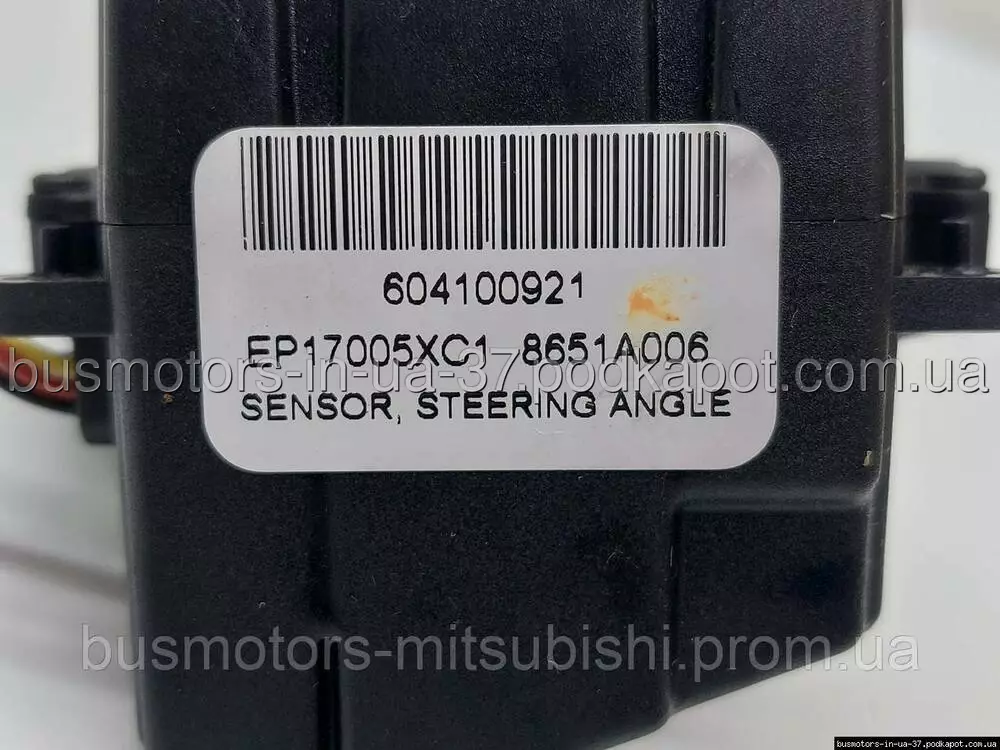 604100921
EP17005XC1 8651A006
busmotors-in-ua-37.podkapot.com.ua
SENSOR, STEERING ANGLE
busmotors-mitsubishi.prom.ua
busmotors-in-ua-37.podkapot.com.ua